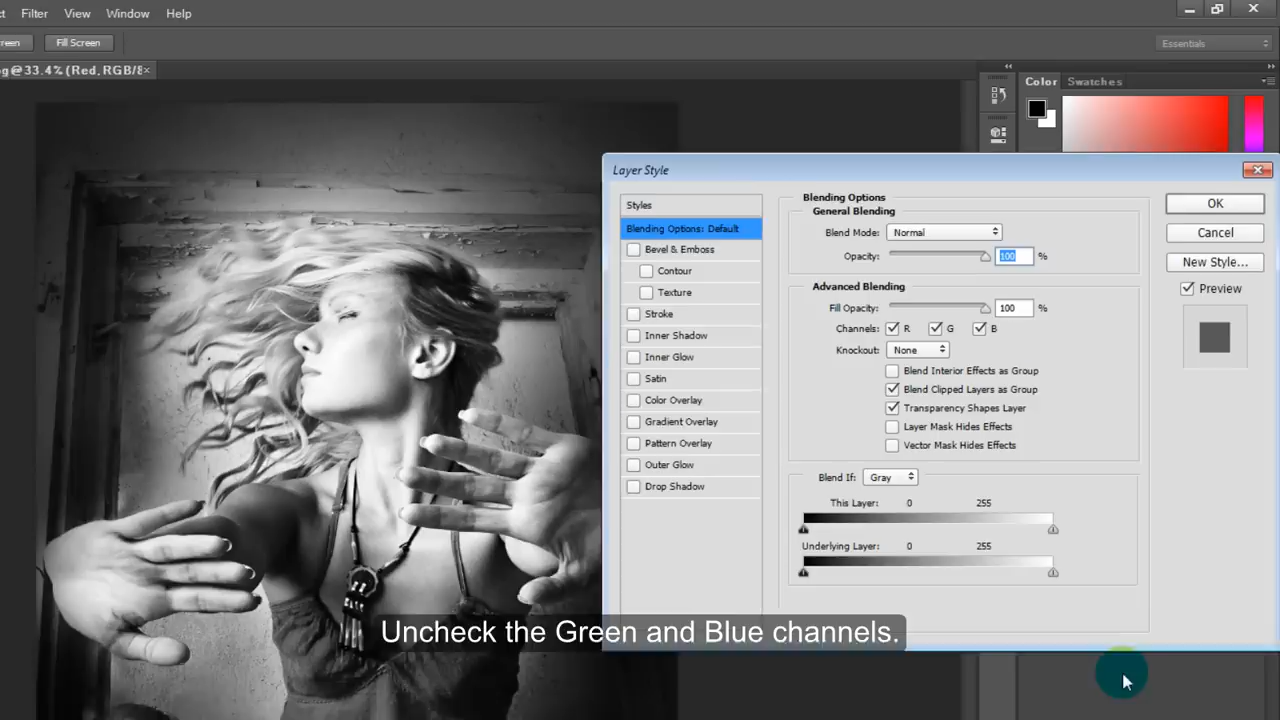 Filter View Window Help
Fill Screen
Essentials
@33.4% (Red, RGB/8
Color Swatches
Layer Style
Styles
Blending Options: Default
Bevel & Emboss
Contour
Texture
Stroke
Inner Shadow
Inner Glow
Satin
Color Overlay
Gradient Overlay
Pattern Overlay
Outer Glow
Drop Shadow
Blending Options
General Blending
Blend Mode: Normal
Opacity: 100 %
Advanced Blending
Fill Opacity: 100 %
Channels: R G B
Knockout: None
Blend Interior Effects as Group
Blend Clipped Layers as Group
Transparency Shapes Layer
Layer Mask Hides Effects
Vector Mask Hides Effects
Blend If: Gray
This Layer: 0 255
Underlying Layer: 0 255
OK
Cancel
New Style...
Preview
Uncheck the Green and Blue channels.